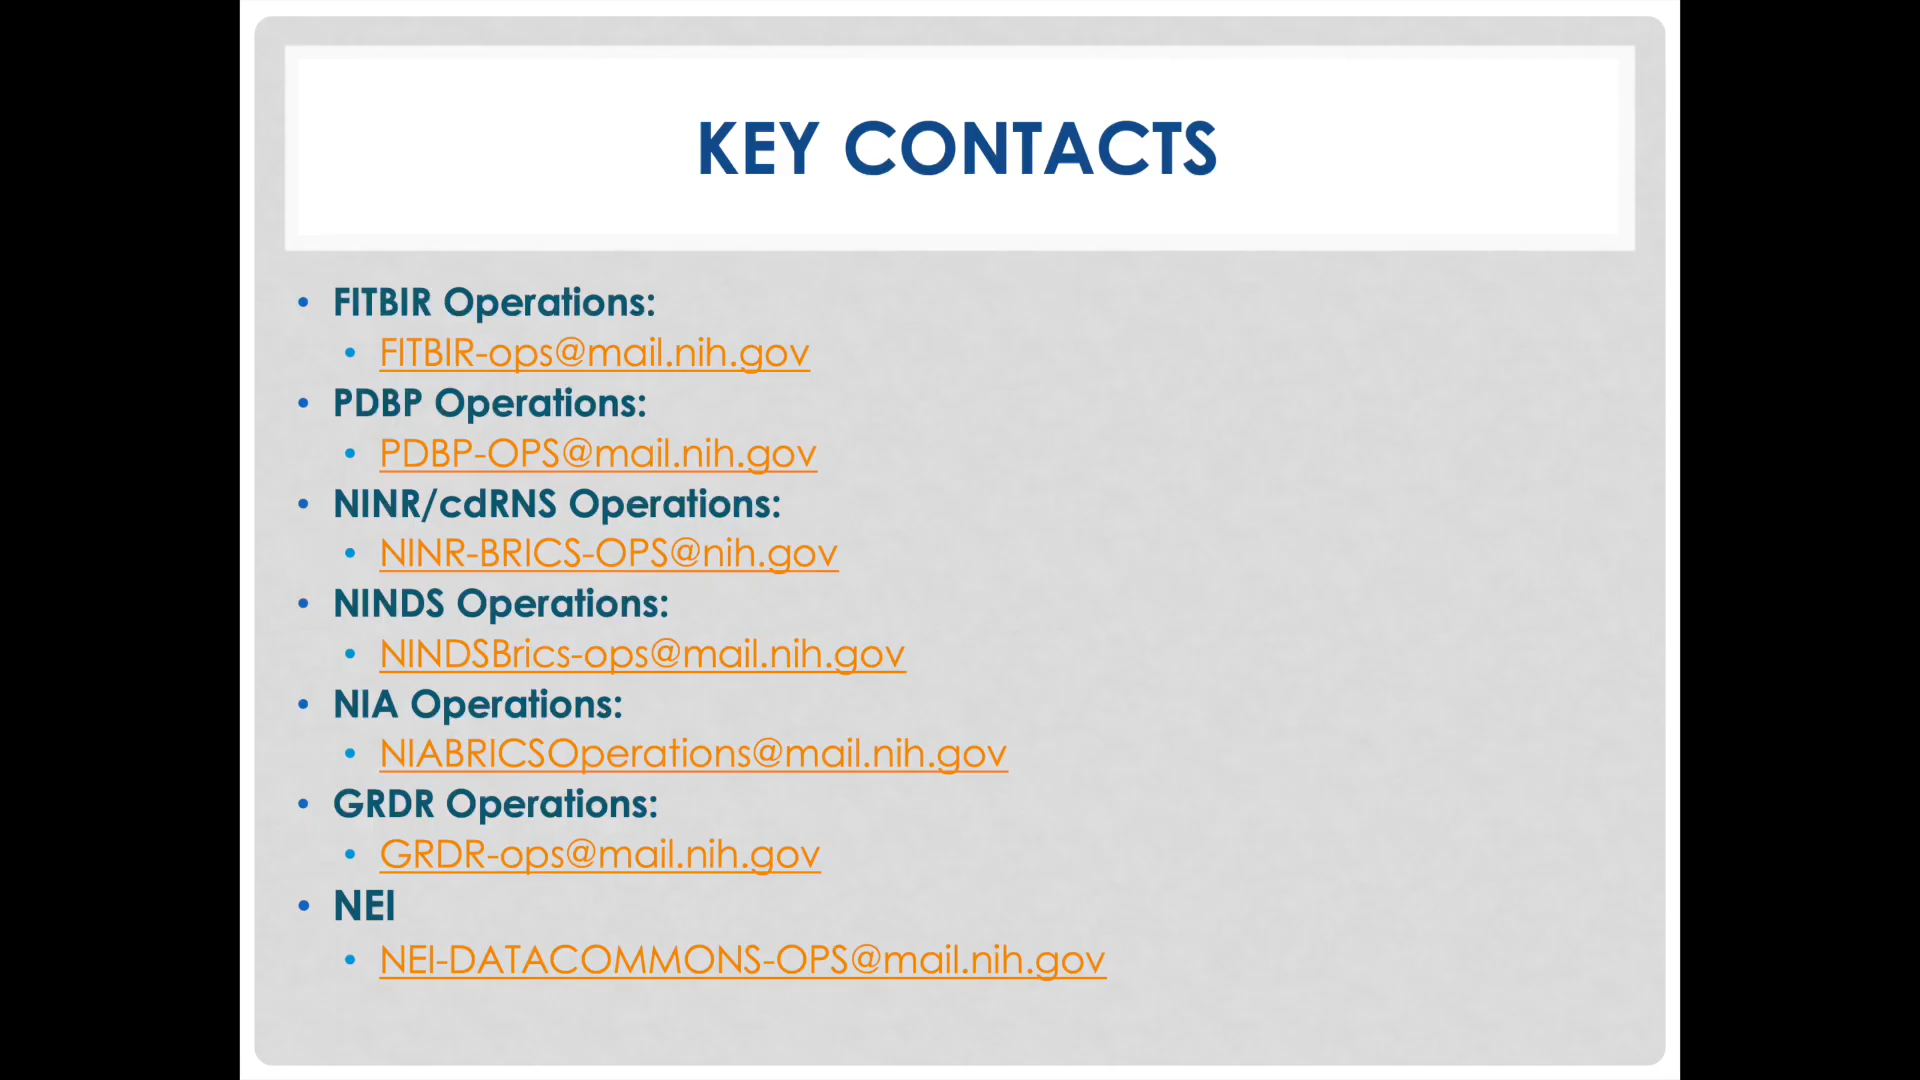 KEY CONTACTS
• FITBIR Operations:
• FITBIR-ops@mail.nih.gov
• PDBP Operations:
• PDBP-OPS@mail.nih.gov
• NINR/cdRNS Operations:
• NINR-BRICS-OPS@nih.gov
• NINDS Operations:
• NINDSBrics-ops@mail.nih.gov
• NIA Operations:
• NIABRICSOperations@mail.nih.gov
• GRDR Operations:
• GRDR-ops@mail.nih.gov
• NEI
• NEI-DATACOMMONS-OPS@mail.nih.gov